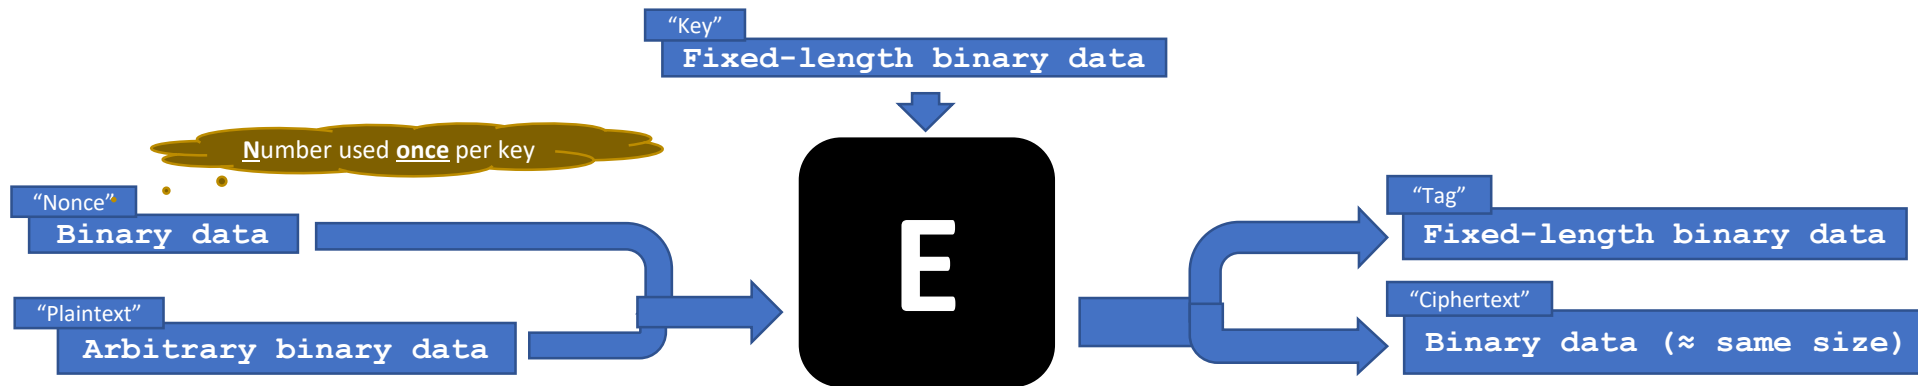 “Key”
Fixed-length binary data
Number used once per key
“Nonce”
Binary data
“Plaintext”
Arbitrary binary data
E
“Tag”
Fixed-length binary data
“Ciphertext”
Binary data (≈ same size)